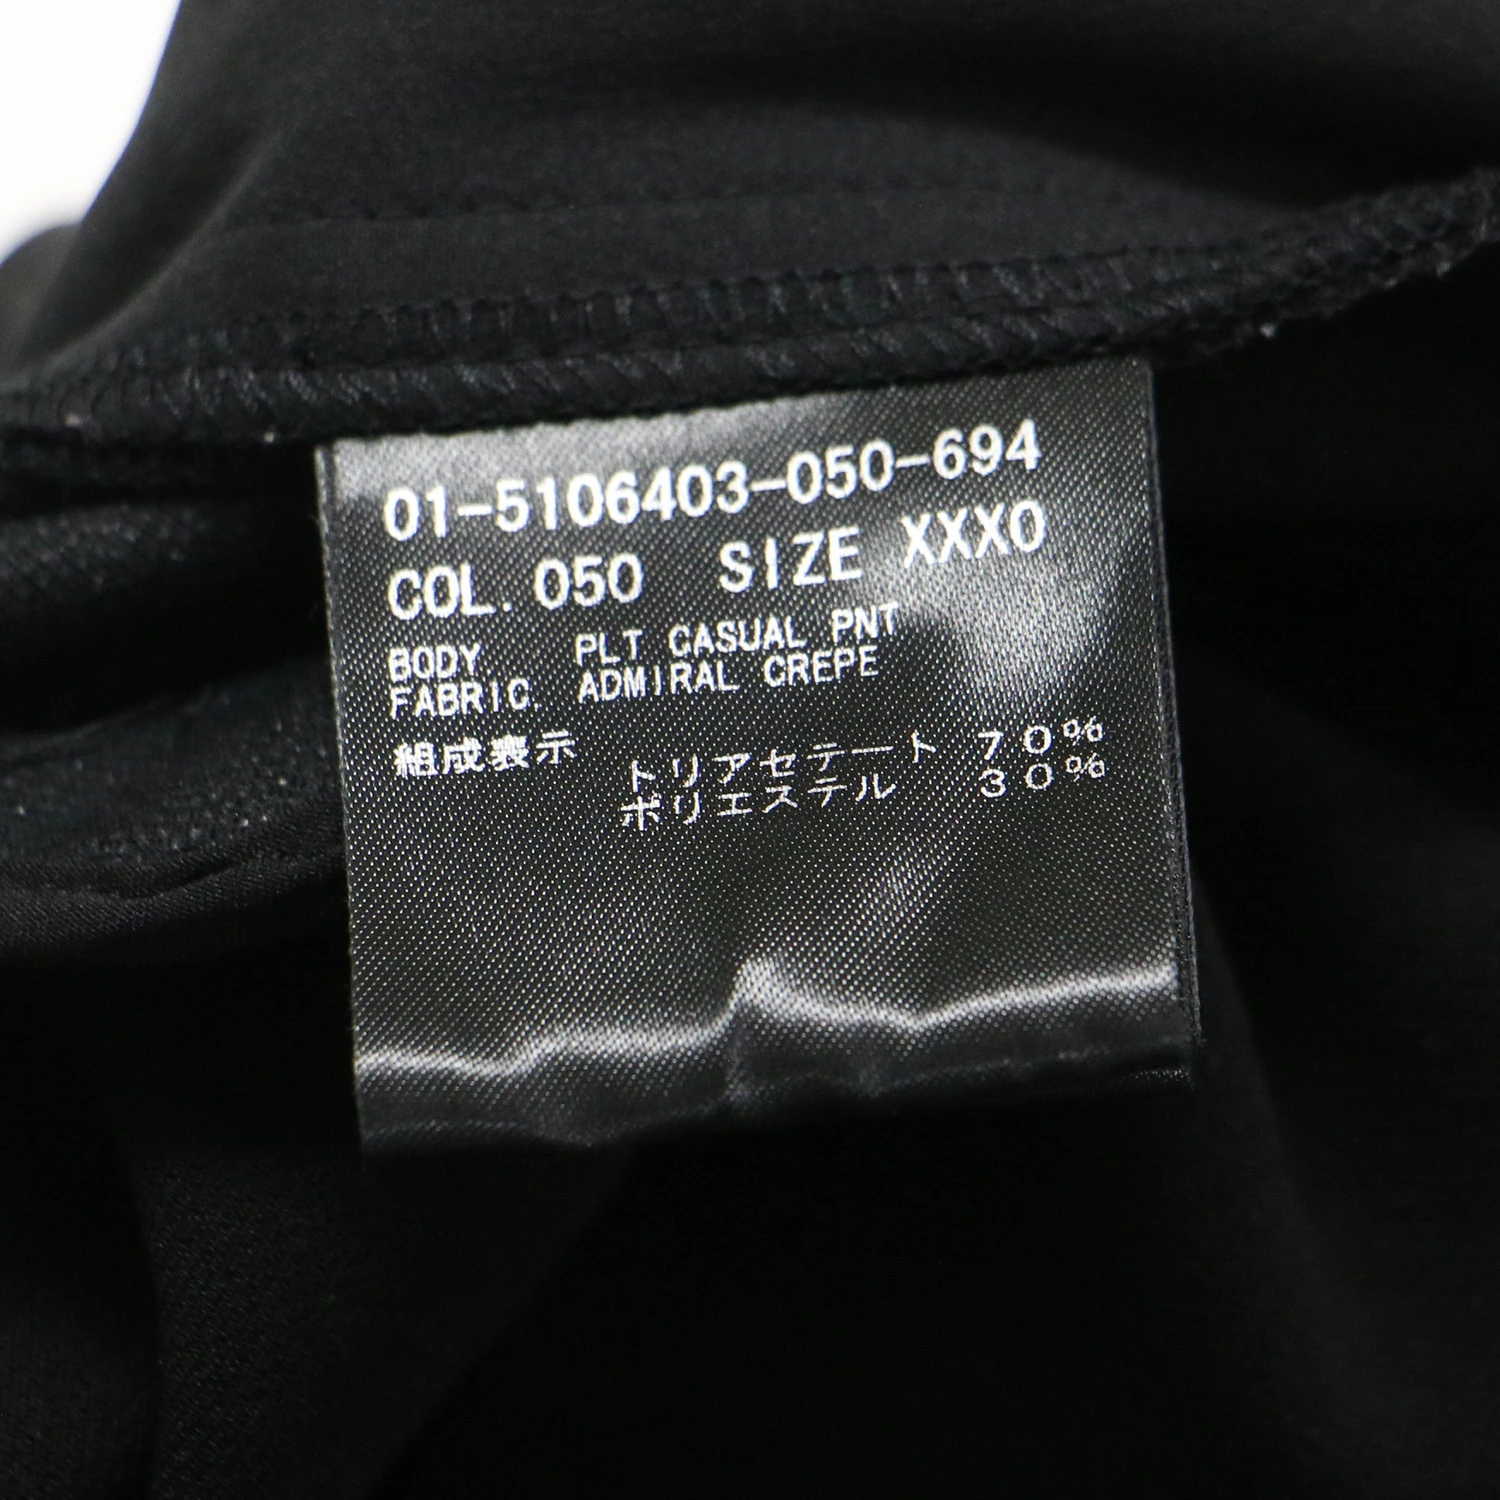 01-5106403-050-694
COL. 050 SIZE XXXO
BODY PLT CASUAL PNT
FABRIC. ADMIRAL CREPE
組成表示
トリアセテート 70%
ポリエステル 30%